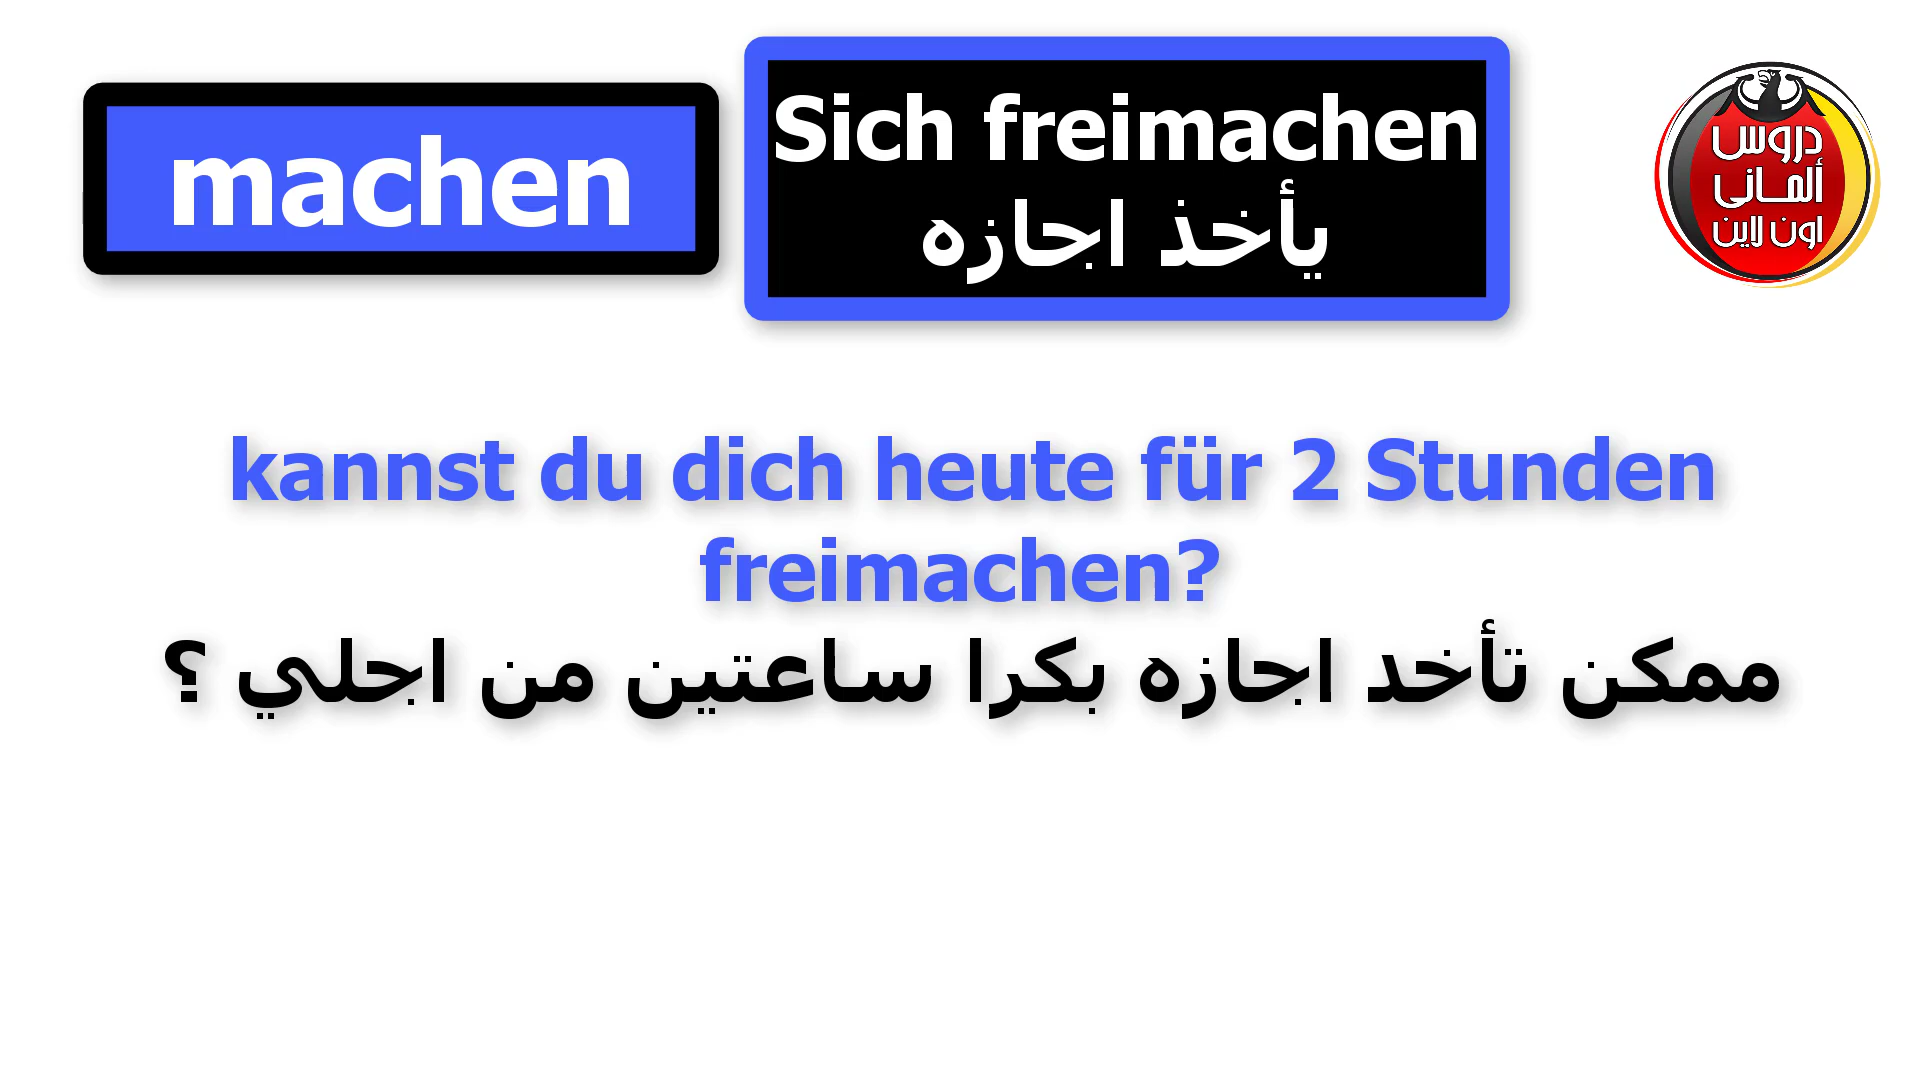 machen
Sich freimachen
يأخذ اجازه
دروس
ألمانى
اون لاين
kannst du dich heute für 2 Stunden
freimachen?
ممكن تأخد اجازه بكرا ساعتين من اجلي ؟